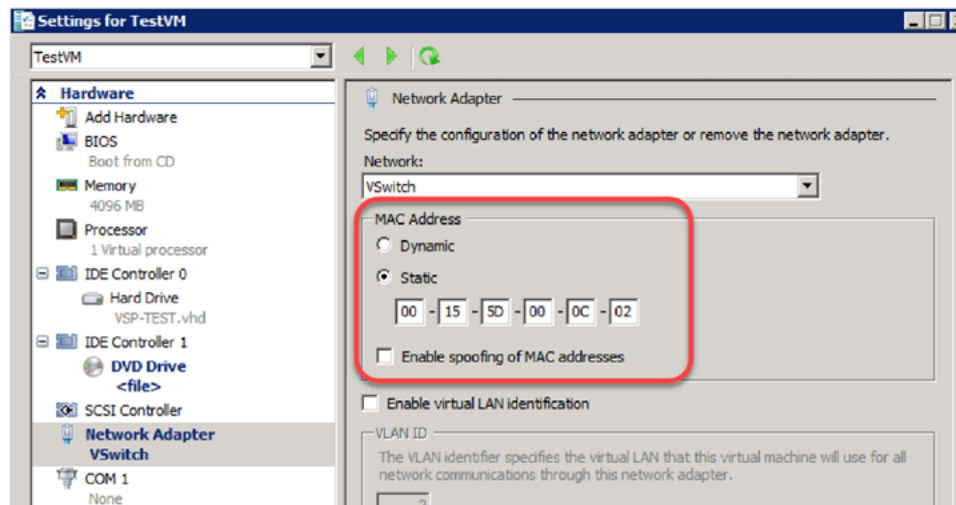 Settings for TestVM
TestVM
Hardware
Add Hardware
BIOS
Boot from CD
Memory
4096 MB
Processor
1 Virtual processor
IDE Controller 0
Hard Drive
VSP-TEST.vhd
IDE Controller 1
DVD Drive
<file>
SCSI Controller
Network Adapter
VSwitch
COM 1
None
Network Adapter
Specify the configuration of the network adapter or remove the network adapter.
Network:
VSwitch
MAC Address
Dynamic
Static
00 - 15 - 5D - 00 - 0C - 02
Enable spoofing of MAC addresses
Enable virtual LAN identification
VLAN ID
The VLAN identifier specifies the virtual LAN that this virtual machine will use for all
network communications through this network adapter.
2